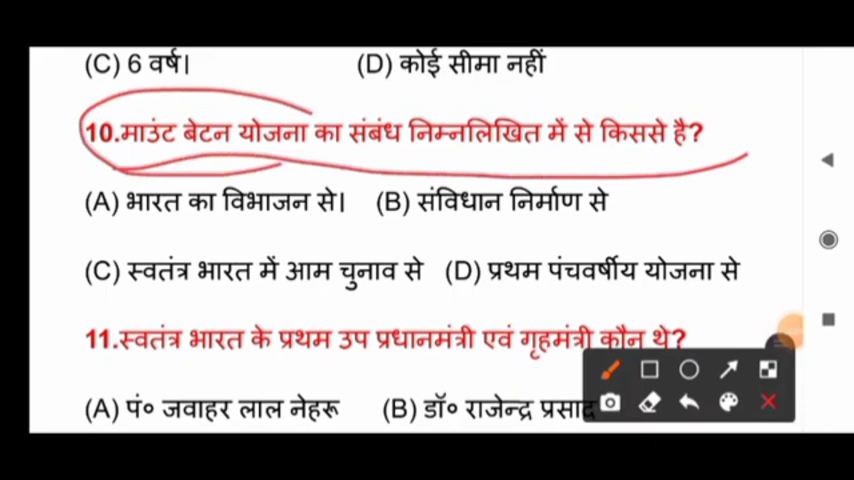 (C) 6 वर्ष। (D) कोई सीमा नहीं
10.माउंट बेटन योजना का संबंध निम्नलिखित में से किससे है?
(A) भारत का विभाजन से। (B) संविधान निर्माण से
(C) स्वतंत्र भारत में आम चुनाव से (D) प्रथम पंचवर्षीय योजना से
11.स्वतंत्र भारत के प्रथम उप प्रधानमंत्री एवं गृहमंत्री कौन थे?
(A) पं० जवाहर लाल नेहरू (B) डॉ० राजेन्द्र प्रसाद